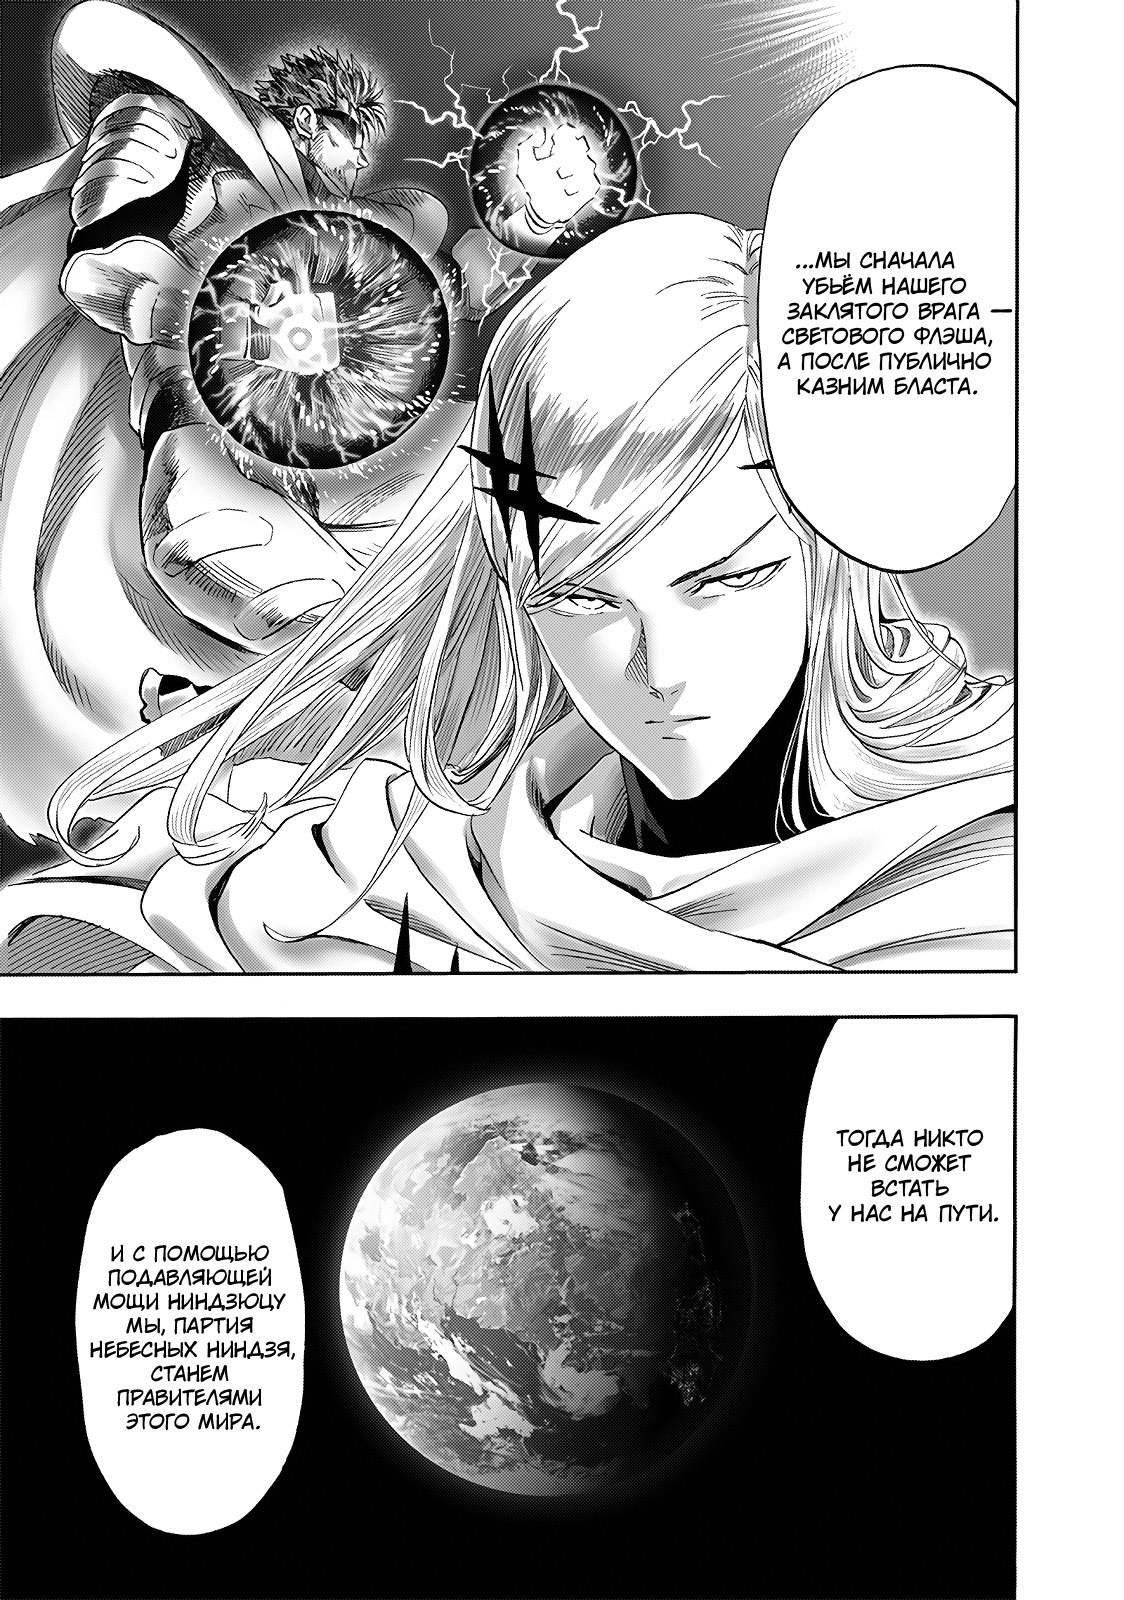 ...МЫ СНАЧАЛА
УБЬЁМ НАШЕГО
ЗАКЛЯТОГО ВРАГА —
СВЕТОВОГО ФЛЭША,
А ПОСЛЕ ПУБЛИЧНО
КАЗНИМ БЛАСТА.
ТОГДА НИКТО
НЕ СМОЖЕТ
ВСТАТЬ
У НАС НА ПУТИ.
И С ПОМОЩЬЮ
ПОДАВЛЯЮЩЕЙ
МОЩИ НИНДЗЮЦУ
МЫ, ПАРТИЯ
НЕБЕСНЫХ НИНДЗЯ,
СТАНЕМ
ПРАВИТЕЛЯМИ
ЭТОГО МИРА.